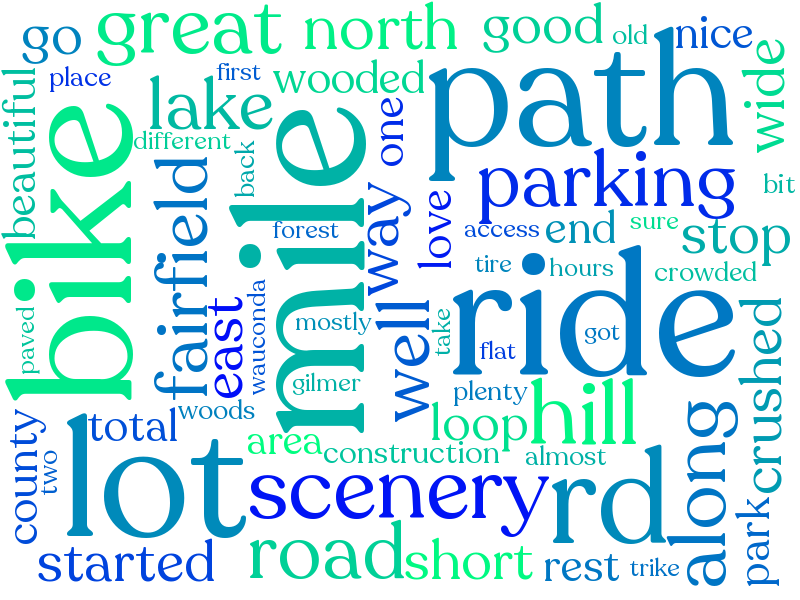 go
great
north
good
old
nice
place
first
wooded
path
wide
beautiful
bike
lake
different
mile
one
back
parking
bit
fairfield
forest
way
love
access
end
sure
stop
tire
hours
crowded
ride
wauconda
east
mostly
well
take
flat
got
paved
gilmer
plenty
crushed
woods
hill
loop
total
lot
area
construction
almost
along
county
two
scenery
rd
park
started
road
short
rest
trike